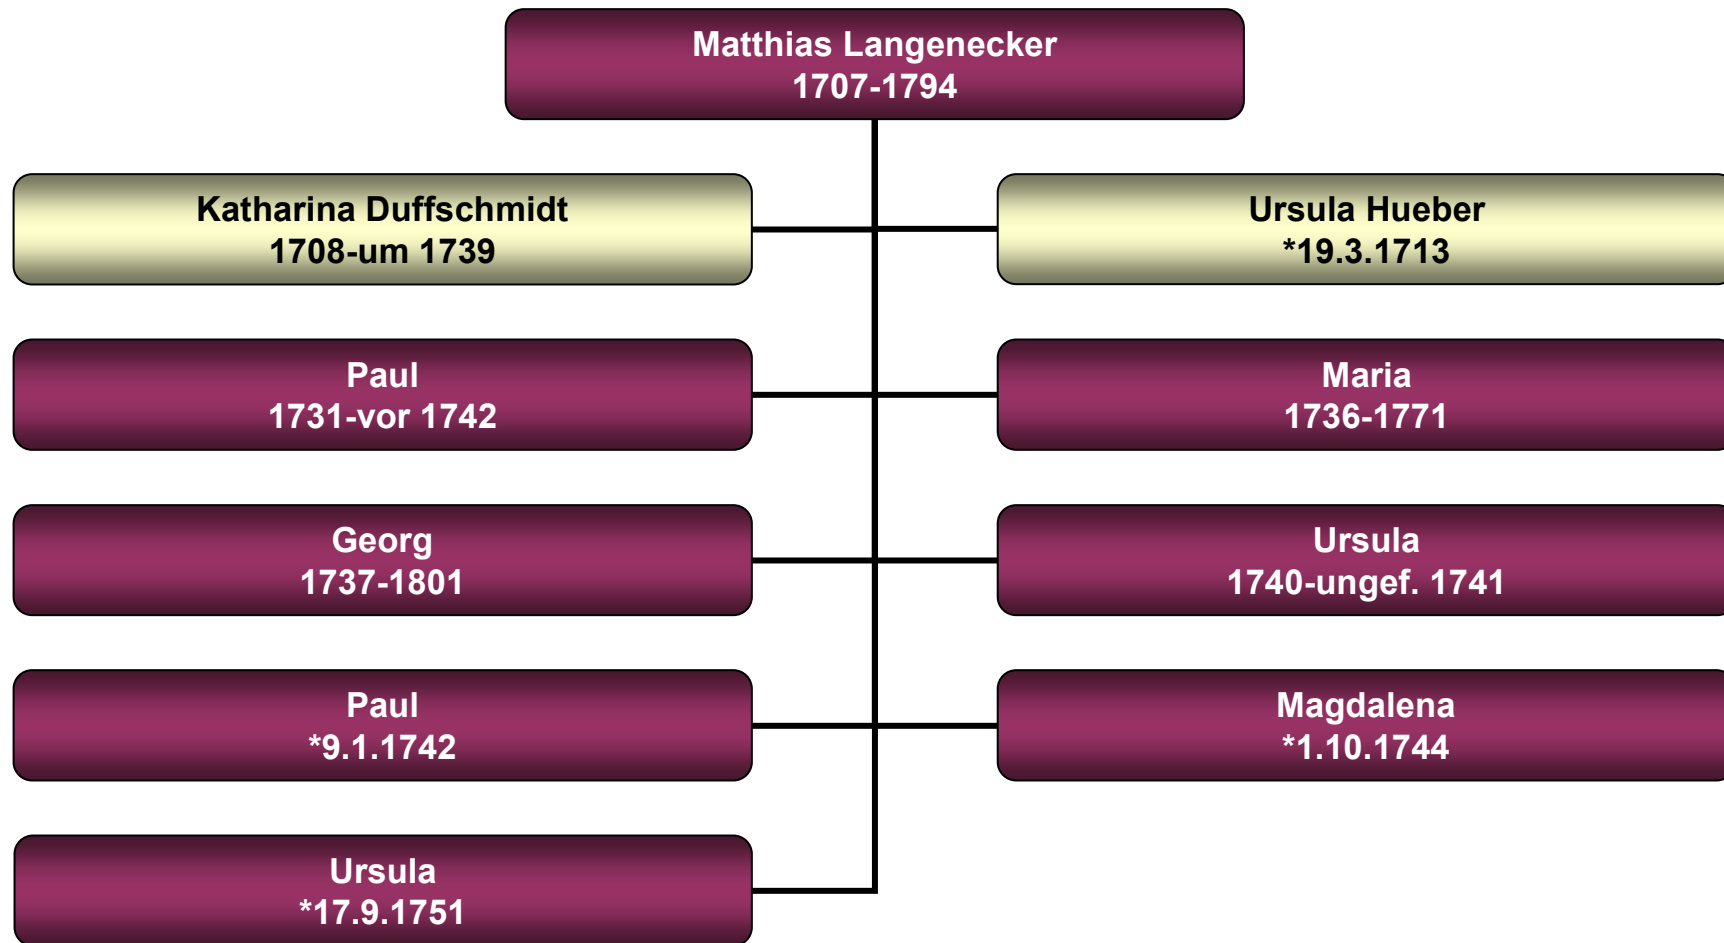 Matthias Langenecker
1707-1794
Katharina Duffschmidt
1708-um 1739
Ursula Hueber
*19.3.1713
Paul
1731-vor 1742
Maria
1736-1771
Georg
1737-1801
Ursula
1740-ungef. 1741
Paul
*9.1.1742
Magdalena
*1.10.1744
Ursula
*17.9.1751